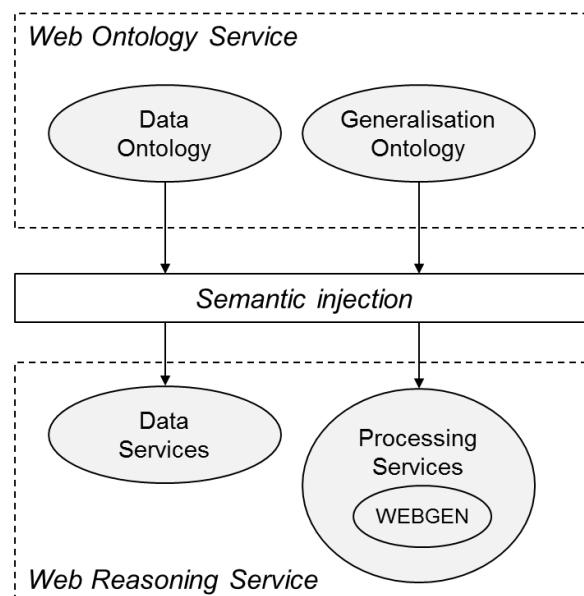 Web Ontology Service
Data
Ontology
Generalisation
Ontology
Semantic injection
Data
Services
Processing
Services
WEBGEN
Web Reasoning Service